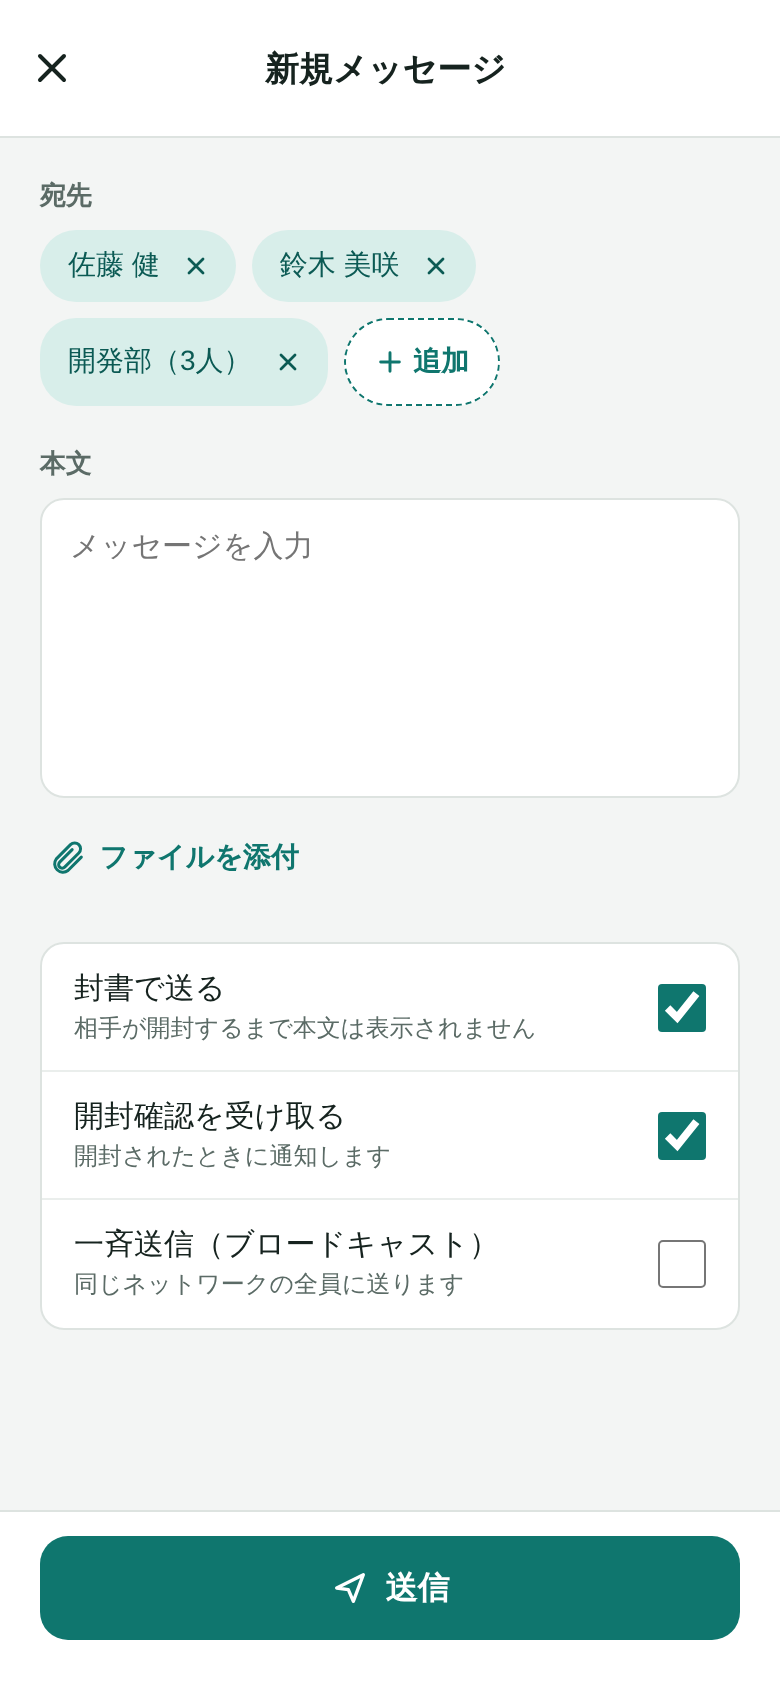 新規メッセージ
宛先
佐藤 健
鈴木 美咲
開発部（3人）
追加
本文
メッセージを入力
ファイルを添付
封書で送る
相手が開封するまで本文は表示されません
開封確認を受け取る
開封されたときに通知します
一斉送信（ブロードキャスト）
同じネットワークの全員に送ります
送信